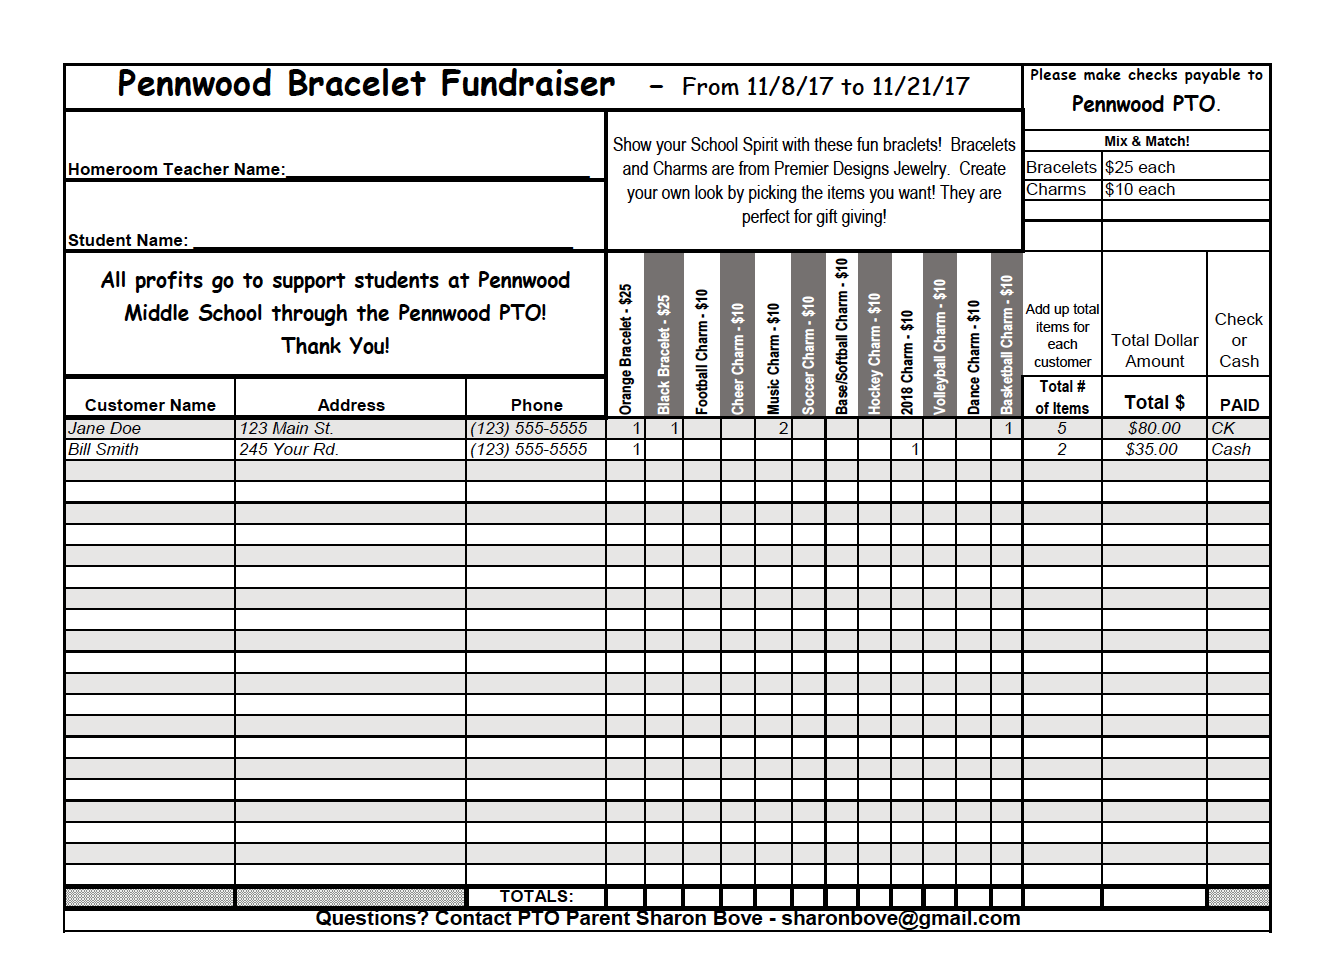 Pennwood Bracelet Fundraiser - From 11/8/17 to 11/21/17
Please make checks payable to
Pennwood PTO.
Mix & Match!
Bracelets $25 each
Charms $10 each
Homeroom Teacher Name:
Student Name:
Show your School Spirit with these fun braclets! Bracelets
and Charms are from Premier Designs Jewelry. Create
your own look by picking the items you want! They are
perfect for gift giving!
All profits go to support students at Pennwood
Middle School through the Pennwood PTO!
Thank You!
Customer Name
Address
Phone
Orange Bracelet - $25
Black Bracelet - $25
Football Charm - $10
Cheer Charm - $10
Music Charm - $10
Soccer Charm - $10
Base/Softball Charm - $10
Hockey Charm - $10
2018 Charm - $10
Volleyball Charm - $10
Dance Charm - $10
Basketball Charm - $10
Add up total
items for
each
customer
Total #
of Items
Total Dollar
Amount
Total $
Check
or
Cash
PAID
Jane Doe 123 Main St. (123) 555-5555 1 1 2 1 5 $80.00 CK
Bill Smith 245 Your Rd. (123) 555-5555 1 1 2 $35.00 Cash
TOTALS:
Questions? Contact PTO Parent Sharon Bove - sharonbove@gmail.com